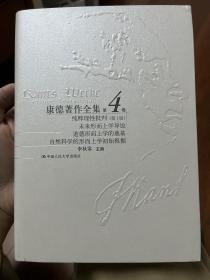 Kants Werke
康德著作全集 第4卷
纯粹理性批判（第1版）
未来形而上学导论
道德形而上学的奠基
自然科学的形而上学初始根据
李秋零 主编
中国人民大学出版社
I Kant